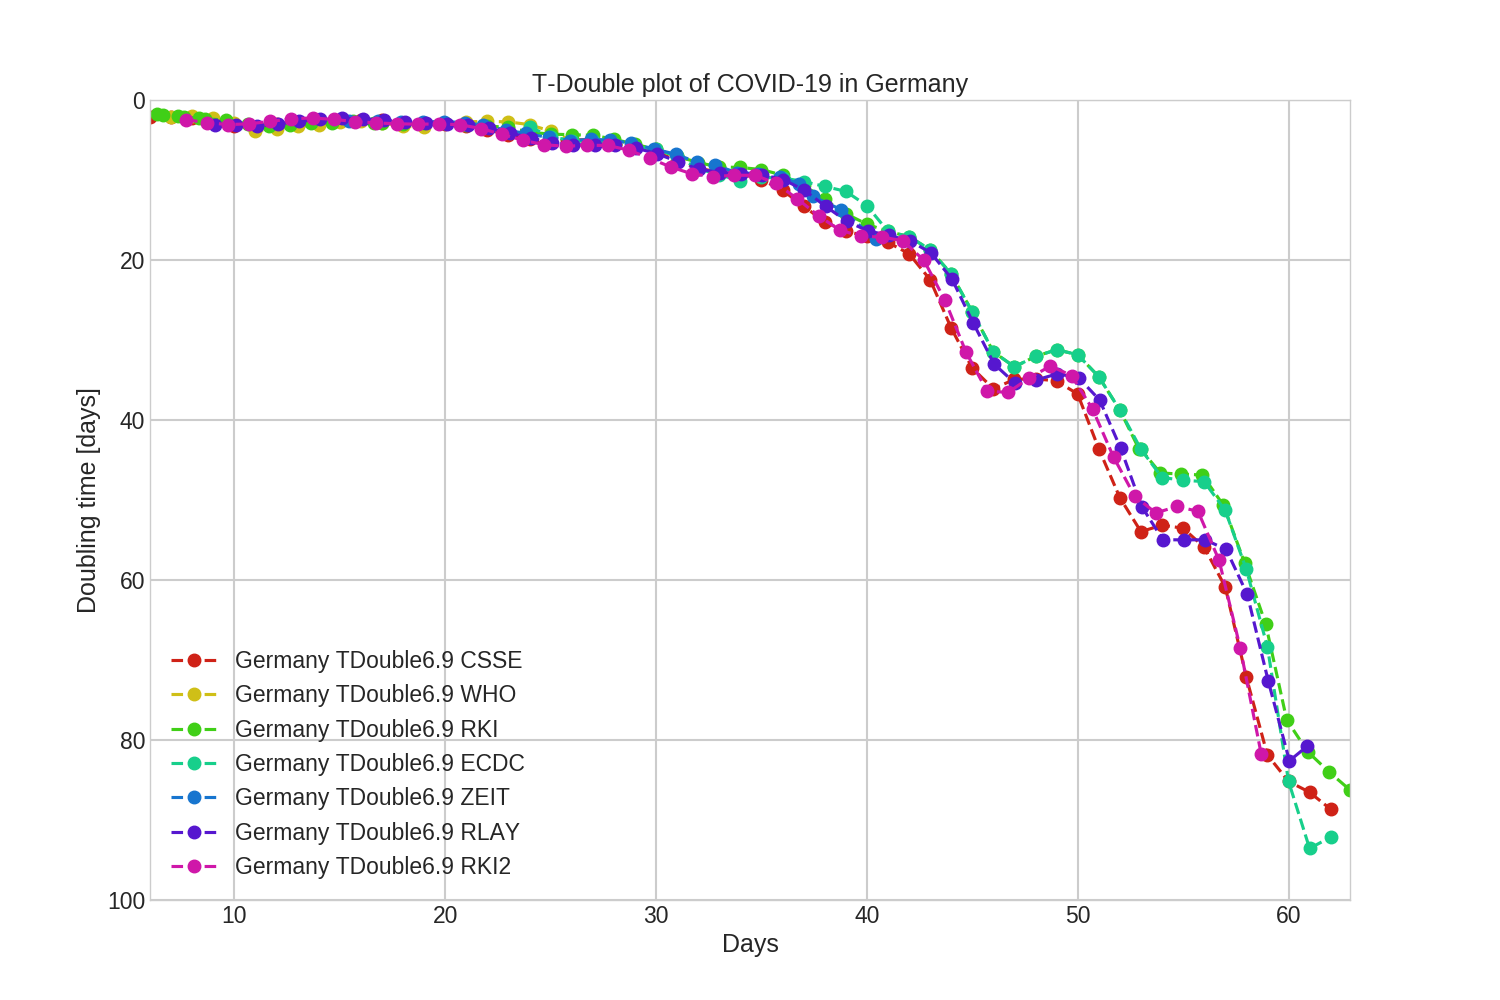 T-Double plot of COVID-19 in Germany
0
20
40
60
80
100
Doubling time [days]
Germany TDouble6.9 CSSE
Germany TDouble6.9 WHO
Germany TDouble6.9 RKI
Germany TDouble6.9 ECDC
Germany TDouble6.9 ZEIT
Germany TDouble6.9 RLAY
Germany TDouble6.9 RKI2
10 20 30 40 50 60
Days